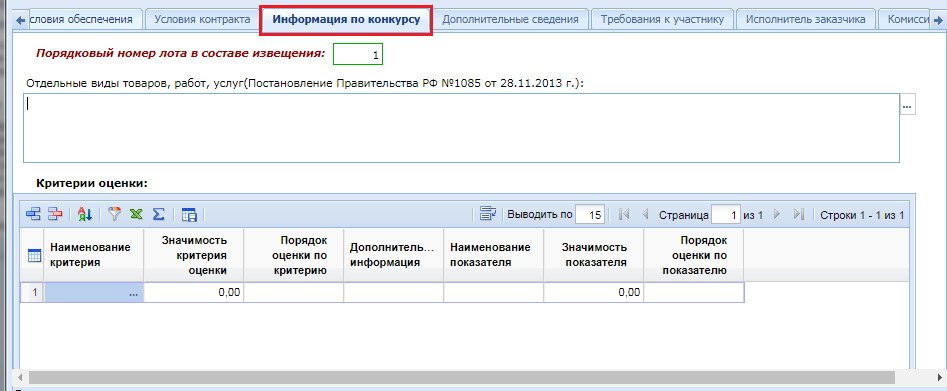 словия обеспечения Условия контракта Информация по конкурсу Дополнительные сведения Требования к участнику Исполнитель заказчика Комисси
Порядковый номер лота в составе извещения: 1
Отдельные виды товаров, работ, услуг(Постановление Правительства РФ №1085 от 28.11.2013 г.):
...
Критерии оценки:
Выводить по 15 Страница 1 из 1 Строки 1 - 1 из 1
Наименование критерия Значимость критерия оценки Порядок оценки по критерию Дополнитель... информация Наименование показателя Значимость показателя Порядок оценки по показателю
1 ... 0,00 0,00